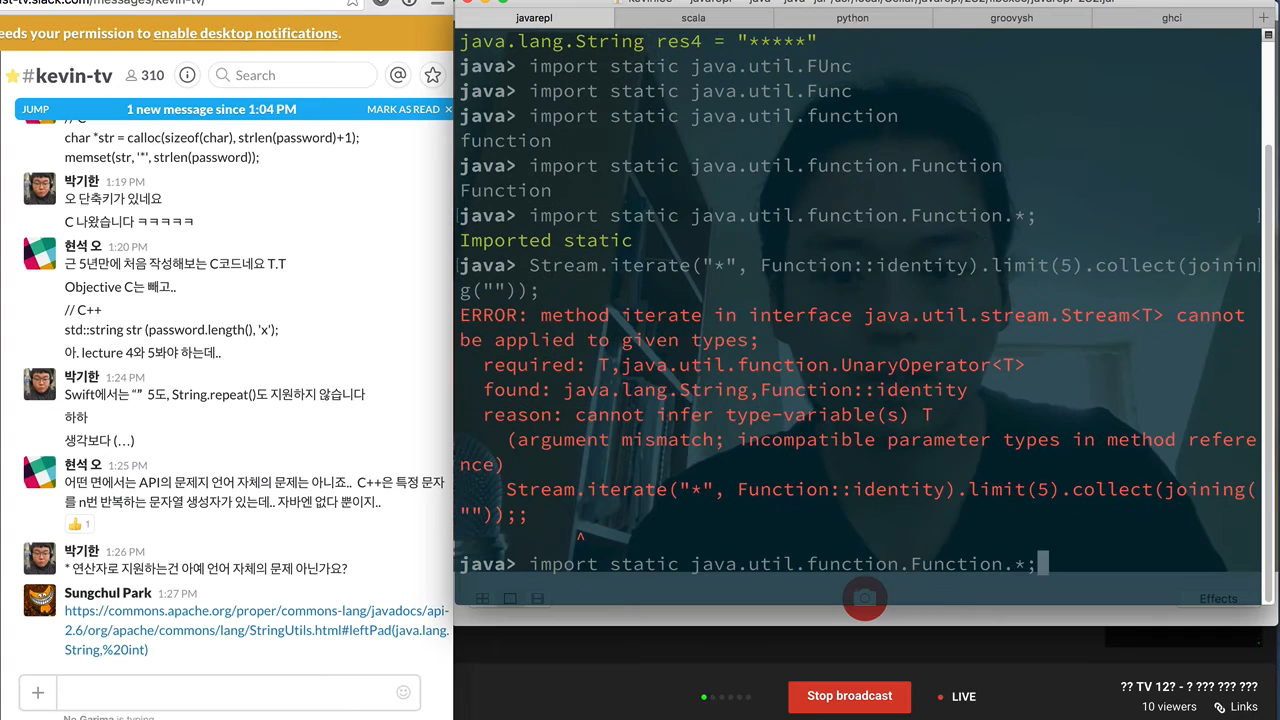 st-tv.slack.com/messages/kevin-tv/
eeds your permission to enable desktop notifications.
#kevin-tv 310 Search
JUMP 1 new message since 1:04 PM MARK AS READ ×
// C
char *str = calloc(sizeof(char), strlen(password)+1);
memset(str, '*', strlen(password));
박기한 1:19 PM
오 단축키가 있네요
C 나왔습니다 ㅋㅋㅋㅋㅋ
현석 오 1:20 PM
근 5년만에 처음 작성해보는 C코드네요 T.T
Objective C는 빼고..
// C++
std::string str (password.length(), 'x');
아. lecture 4와 5봐야 하는데..
박기한 1:24 PM
Swift에서는 “*” 5도, String.repeat()도 지원하지 않습니다
하하
생각보다 (…)
현석 오 1:25 PM
어떤 면에서는 API의 문제지 언어 자체의 문제는 아니죠.. C++은 특정 문자
를 n번 반복하는 문자열 생성자가 있는데.. 자바엔 없다 뿐이지..
1
박기한 1:26 PM
* 연산자로 지원하는건 아예 언어 자체의 문제 아닌가요?
Sungchul Park 1:27 PM
https://commons.apache.org/proper/commons-lang/javadocs/api-
2.6/org/apache/commons/lang/StringUtils.html#leftPad(java.lang.
String,%20int)
No Garima is typing
javarepl scala python groovysh ghci
java.lang.String res4 = "*****"
java> import static java.util.FUnc
java> import static java.util.Func
java> import static java.util.function
function
java> import static java.util.function.Function
Function
java> import static java.util.function.Function.*;
Imported static
java> Stream.iterate("*", Function::identity).limit(5).collect(joinin
g(""));
ERROR: method iterate in interface java.util.stream.Stream<T> cannot
be applied to given types;
required: T,java.util.function.UnaryOperator<T>
found: java.lang.String,Function::identity
reason: cannot infer type-variable(s) T
(argument mismatch; incompatible parameter types in method refere
nce)
Stream.iterate("*", Function::identity).limit(5).collect(joining(
""));;
^
java> import static java.util.function.Function.*;
Effects
Stop broadcast LIVE
?? TV 12? - ? ??? ??? ???
10 viewers Links